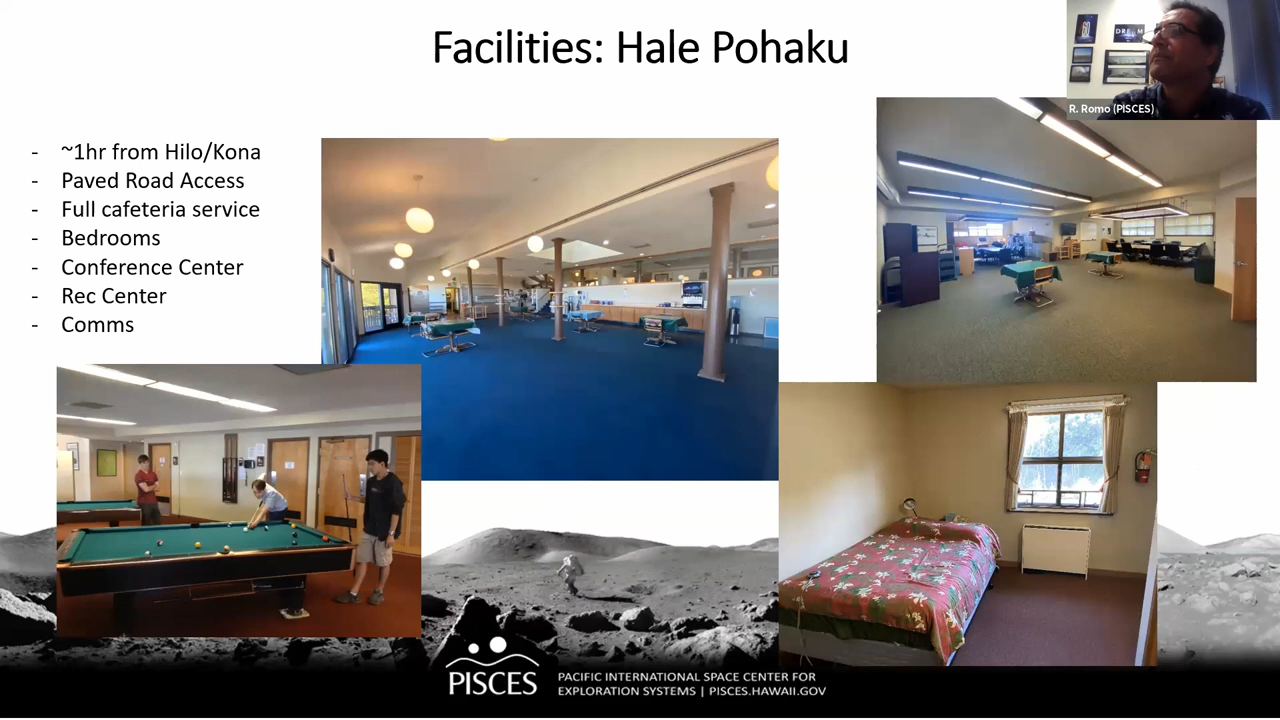 Facilities: Hale Pohaku
R. Romo (PISCES)
- ~1hr from Hilo/Kona
- Paved Road Access
- Full cafeteria service
- Bedrooms
- Conference Center
- Rec Center
- Comms
PISCES
PACIFIC INTERNATIONAL SPACE CENTER FOR
EXPLORATION SYSTEMS | PISCES.HAWAII.GOV